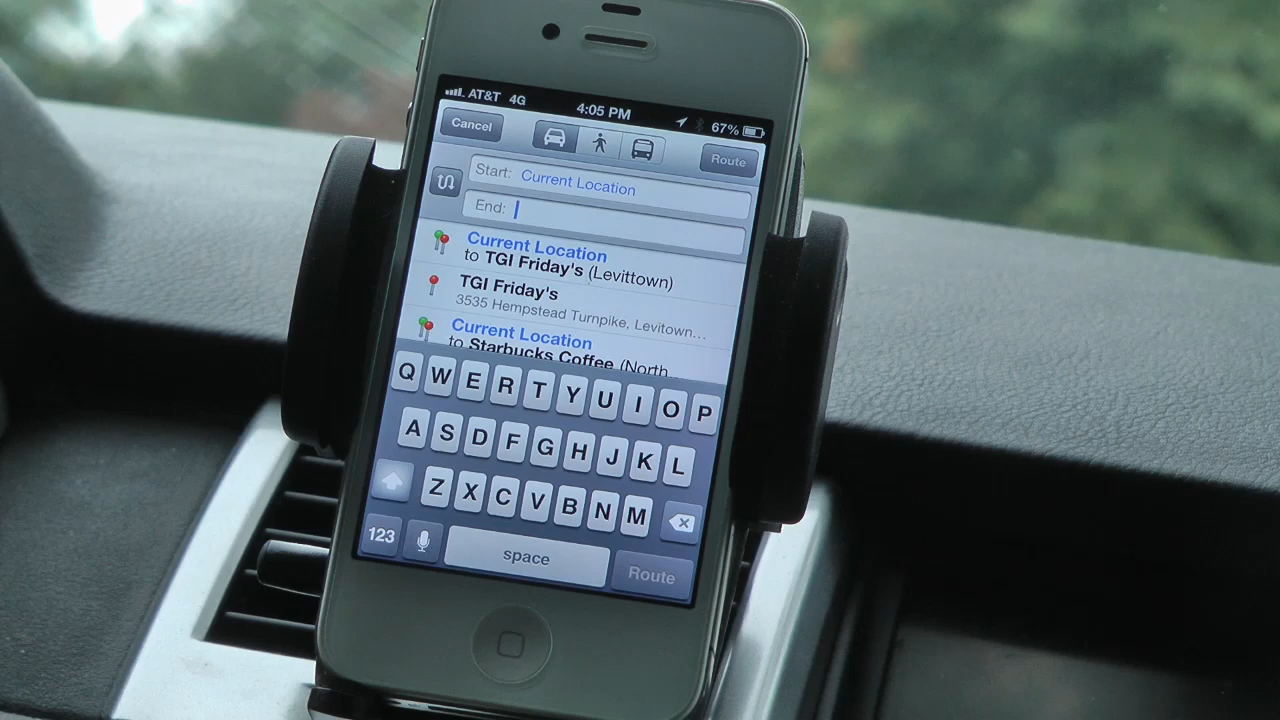 AT&T 4G 4:05 PM 67%
Cancel Route
Start: Current Location
End:
Current Location
to TGI Friday's (Levittown)
TGI Friday's
3535 Hempstead Turnpike, Levitown...
Current Location
to Starbucks Coffee (North
Q W E R T Y U I O P
A S D F G H J K L
Z X C V B N M
123 space Route